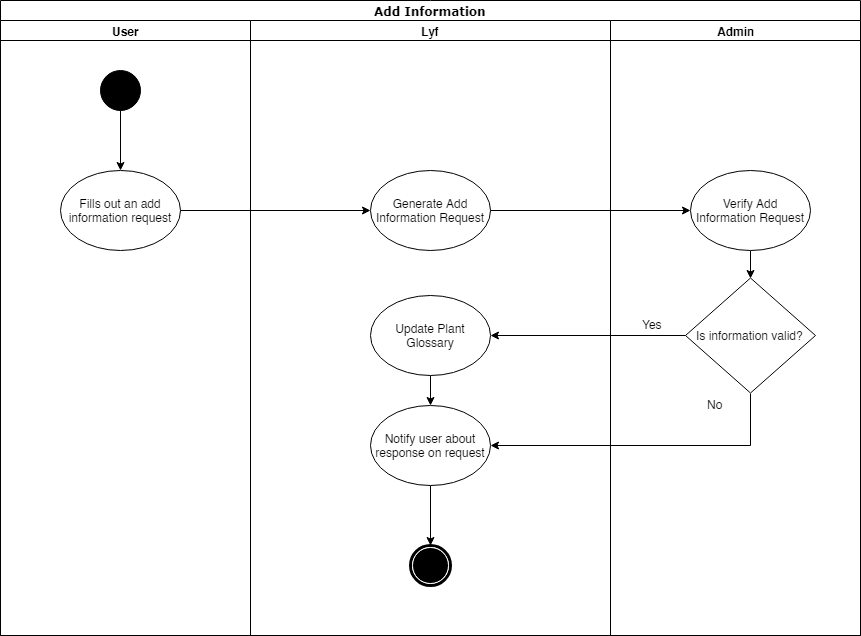 Add Information
User
Lyf
Admin
Fills out an add
information request
Generate Add
Information Request
Verify Add
Information Request
Update Plant
Glossary
Yes
Is information valid?
No
Notify user about
response on request